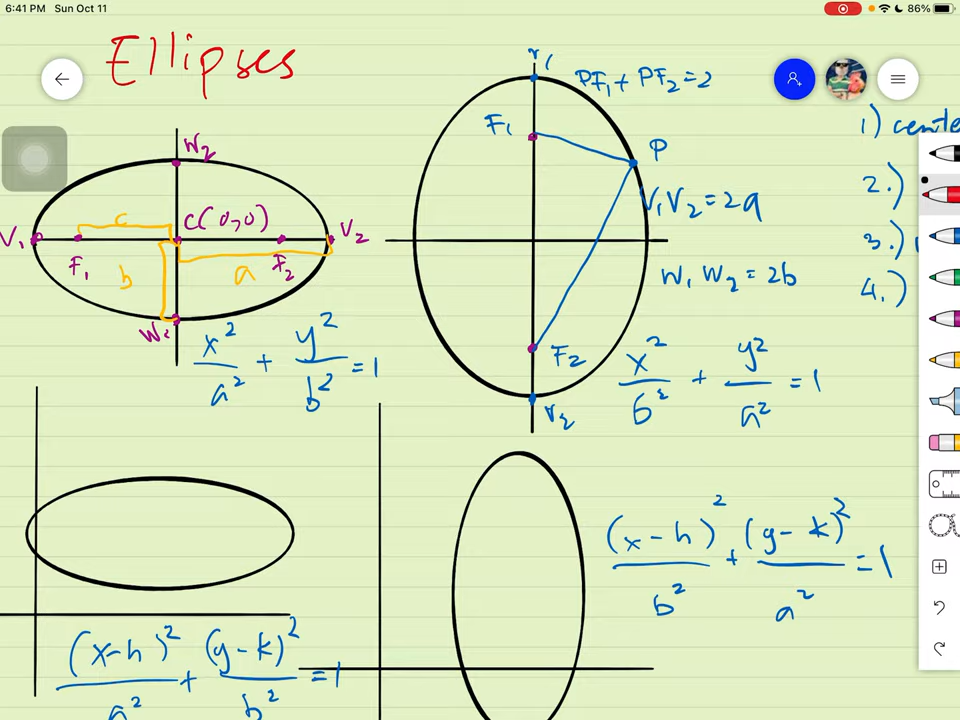 6:41 PM Sun Oct 11
86%
Ellipses
PF₁ + PF₂ = 2
1) cente
2.)
3.)
4.)
F₁
P
V₁V₂ = 2a
W₁ W₂ = 2b
F₂
V₂
x²/b² + y²/a² = 1
W₂
C(0,0)
V₁
V₂
F₁
F₂
c
b
a
x²/a² + y²/b² = 1
(x-h)²/b² + (y-k)²/a² = 1
(x-h)²/a² + (y-k)²/b² = 1